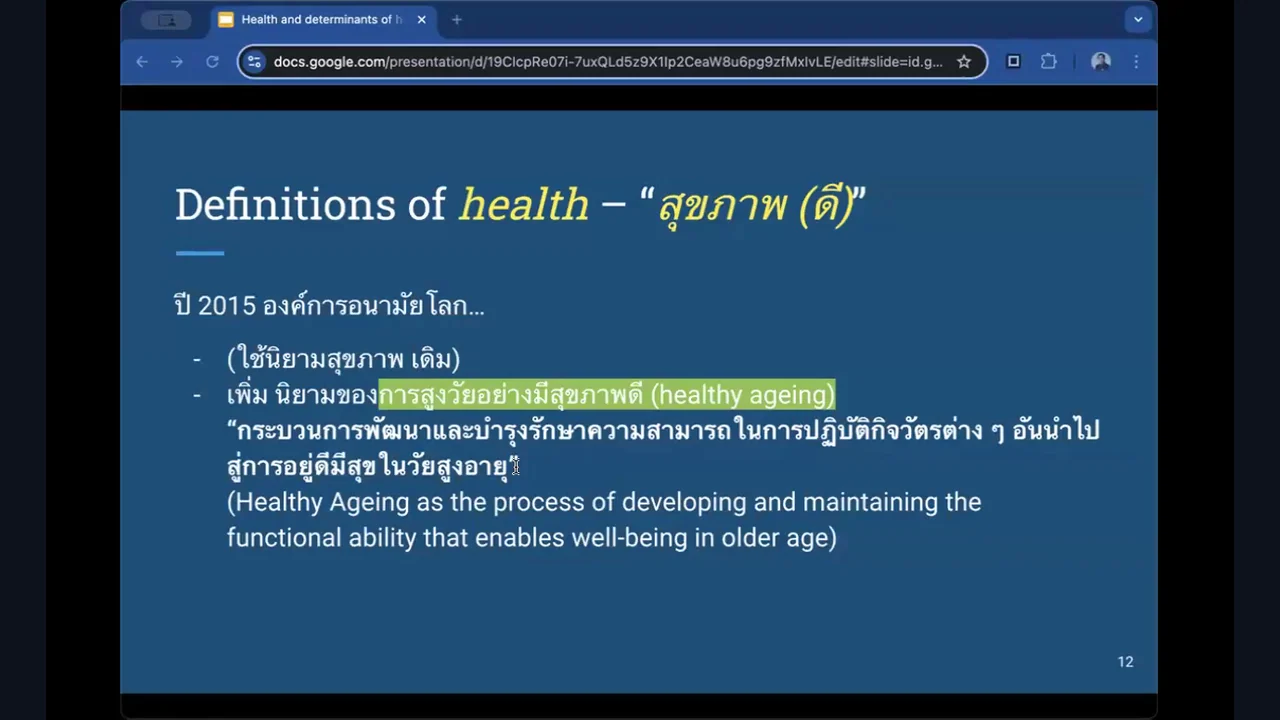 Health and determinants of h
docs.google.com/presentation/d/19ClcpRe07i-7uxQLd5z9X1lp2CeaW8u6pg9zfMxlvLE/edit#slide=id.g...
Definitions of health – “สุขภาพ (ดี)”
ปี 2015 องค์การอนามัยโลก...
- (ใช้นิยามสุขภาพ เดิม)
- เพิ่ม นิยามของการสูงวัยอย่างมีสุขภาพดี (healthy ageing)
“กระบวนการพัฒนาและบำรุงรักษาความสามารถในการปฏิบัติกิจวัตรต่าง ๆ อันนำไป
สู่การอยู่ดีมีสุขในวัยสูงอายุ”
(Healthy Ageing as the process of developing and maintaining the
functional ability that enables well-being in older age)
12